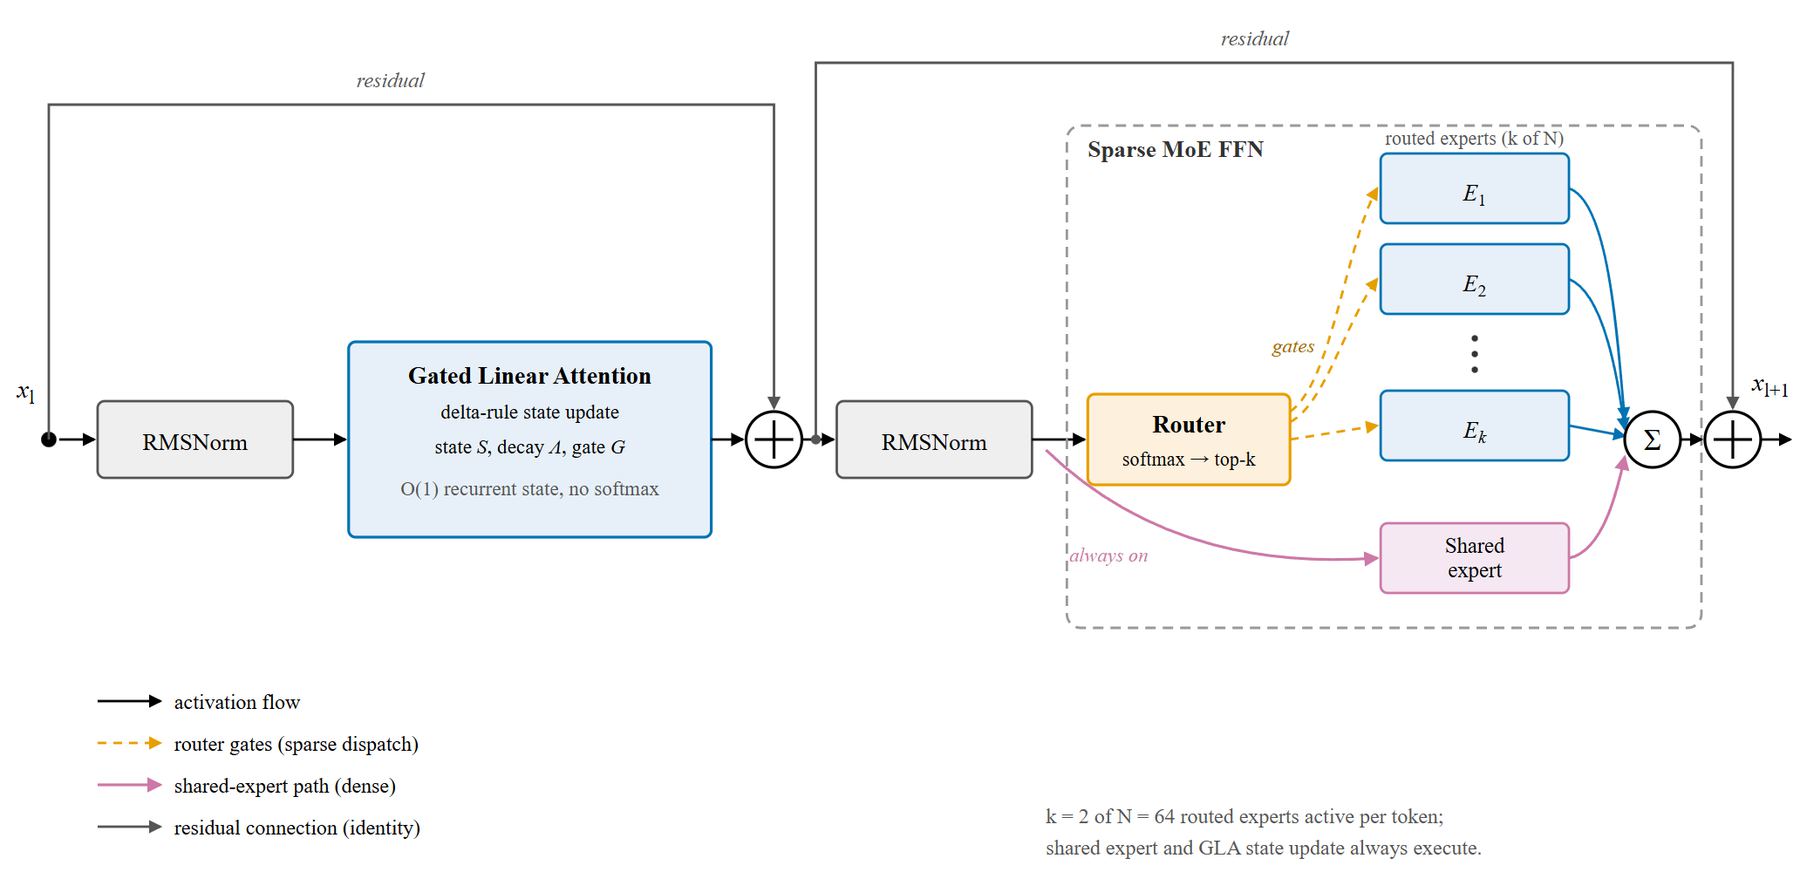 residual
residual
routed experts (k of N)
Sparse MoE FFN
E1
E2
gates
Gated Linear Attention
delta-rule state update
state S, decay Λ, gate G
O(1) recurrent state, no softmax
xl
RMSNorm
RMSNorm
Router
softmax → top-k
Ek
Σ
xl+1
always on
Shared
expert
activation flow
router gates (sparse dispatch)
shared-expert path (dense)
residual connection (identity)
k = 2 of N = 64 routed experts active per token;
shared expert and GLA state update always execute.